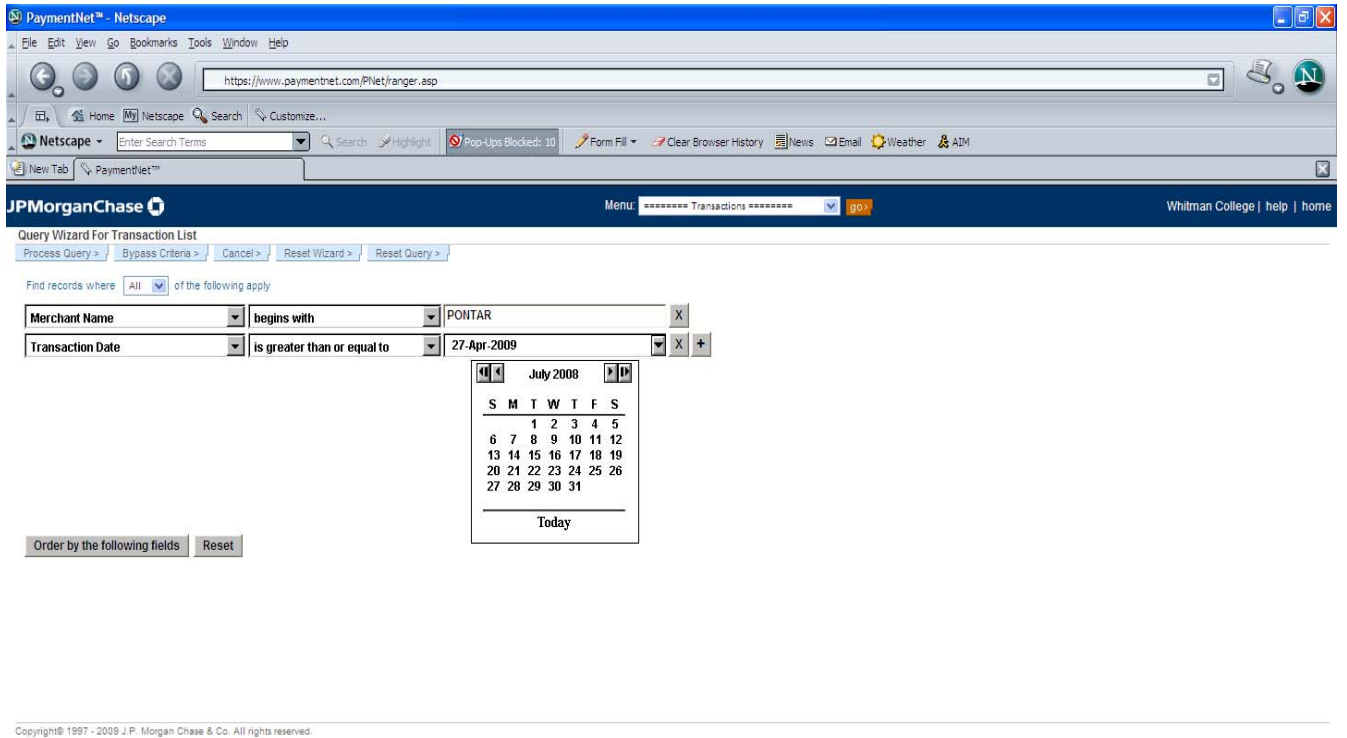 PaymentNet™ - Netscape
File Edit View Go Bookmarks Tools Window Help
https://www.paymentnet.com/PNet/ranger.asp
Home My Netscape Search Customize...
Netscape Enter Search Terms Search Highlight Pop-Ups Blocked: 10 Form Fill Clear Browser History News Email Weather AIM
New Tab PaymentNet™
JPMorganChase Menu: ======== Transactions ======== go> Whitman College | help | home
Query Wizard For Transaction List
Process Query > Bypass Criteria > Cancel > Reset Wizard > Reset Query >
Find records where All of the following apply
Merchant Name begins with PONTAR X
Transaction Date is greater than or equal to 27-Apr-2009 X +
July 2008
S M T W T F S
1 2 3 4 5
6 7 8 9 10 11 12
13 14 15 16 17 18 19
20 21 22 23 24 25 26
27 28 29 30 31
Today
Order by the following fields Reset
Copyright© 1997 - 2009 J.P. Morgan Chase & Co. All rights reserved.